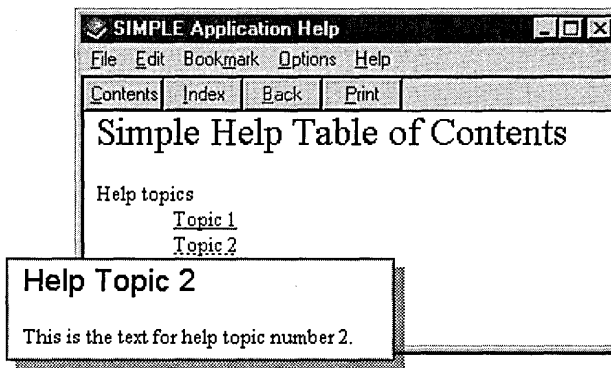 SIMPLE Application Help
File Edit Bookmark Options Help
Contents Index Back Print
Simple Help Table of Contents
Help topics
Topic 1
Topic 2
Help Topic 2
This is the text for help topic number 2.